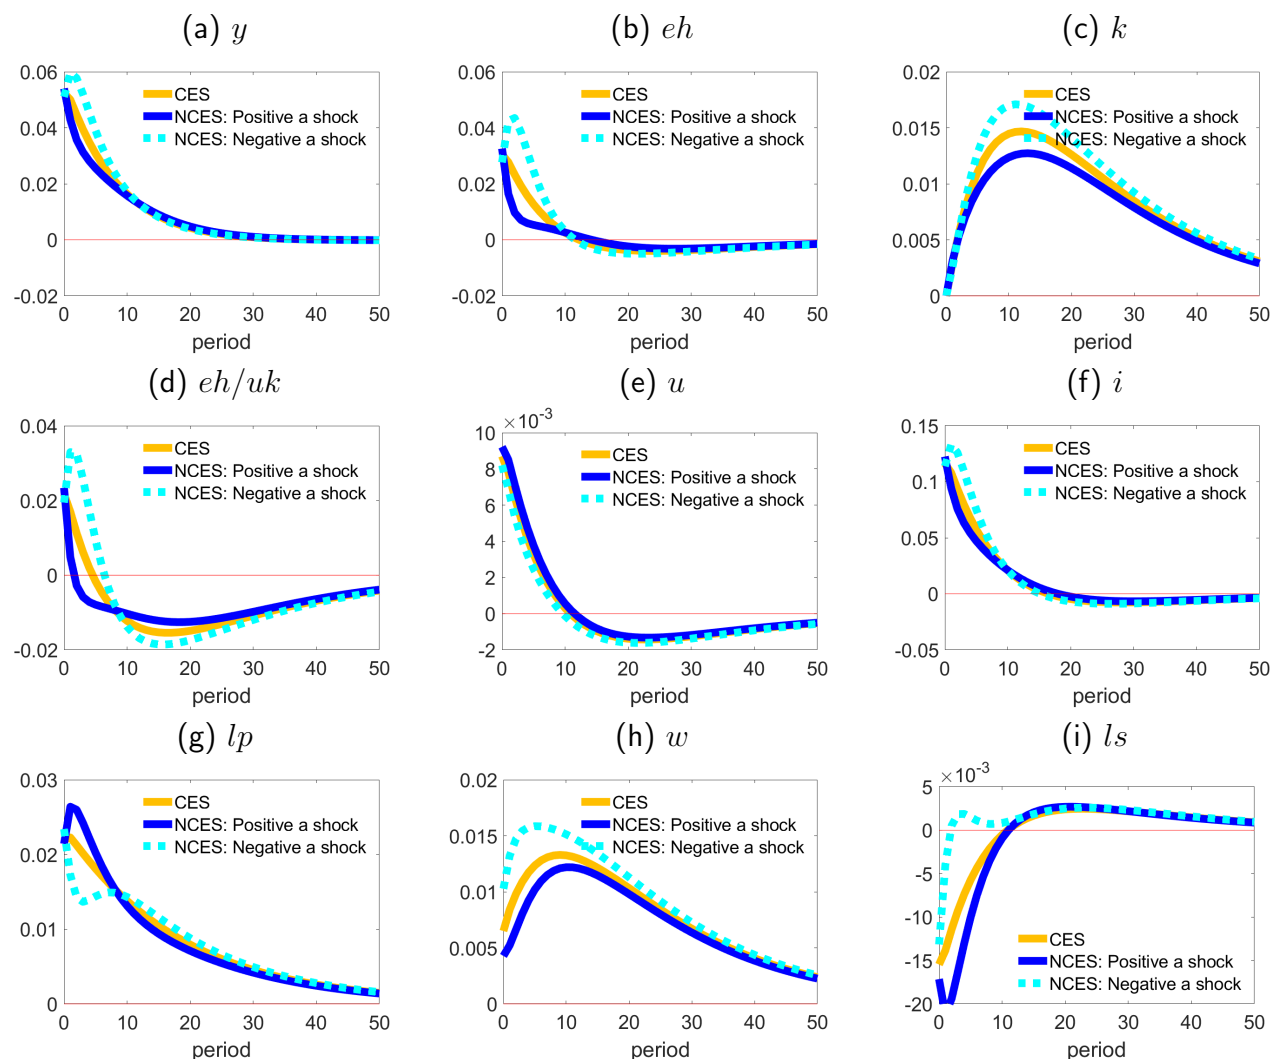 (a) y
(b) eh
(c) k
0.06
0.04
0.02
0
-0.02
CES
NCES: Positive a shock
NCES: Negative a shock
0 10 20 30 40 50
period
0.06
0.04
0.02
0
-0.02
CES
NCES: Positive a shock
NCES: Negative a shock
0 10 20 30 40 50
period
0.02
0.015
0.01
0.005
0
CES
NCES: Positive a shock
NCES: Negative a shock
0 10 20 30 40 50
period
(d) eh/uk
(e) u
(f) i
0.04
0.02
0
-0.02
CES
NCES: Positive a shock
NCES: Negative a shock
0 10 20 30 40 50
period
×10⁻³
10
8
6
4
2
0
-2
CES
NCES: Positive a shock
NCES: Negative a shock
0 10 20 30 40 50
period
0.15
0.1
0.05
0
-0.05
CES
NCES: Positive a shock
NCES: Negative a shock
0 10 20 30 40 50
period
(g) lp
(h) w
(i) ls
0.03
0.02
0.01
0
CES
NCES: Positive a shock
NCES: Negative a shock
0 10 20 30 40 50
period
0.02
0.015
0.01
0.005
0
CES
NCES: Positive a shock
NCES: Negative a shock
0 10 20 30 40 50
period
×10⁻³
5
0
-5
-10
-15
-20
CES
NCES: Positive a shock
NCES: Negative a shock
0 10 20 30 40 50
period